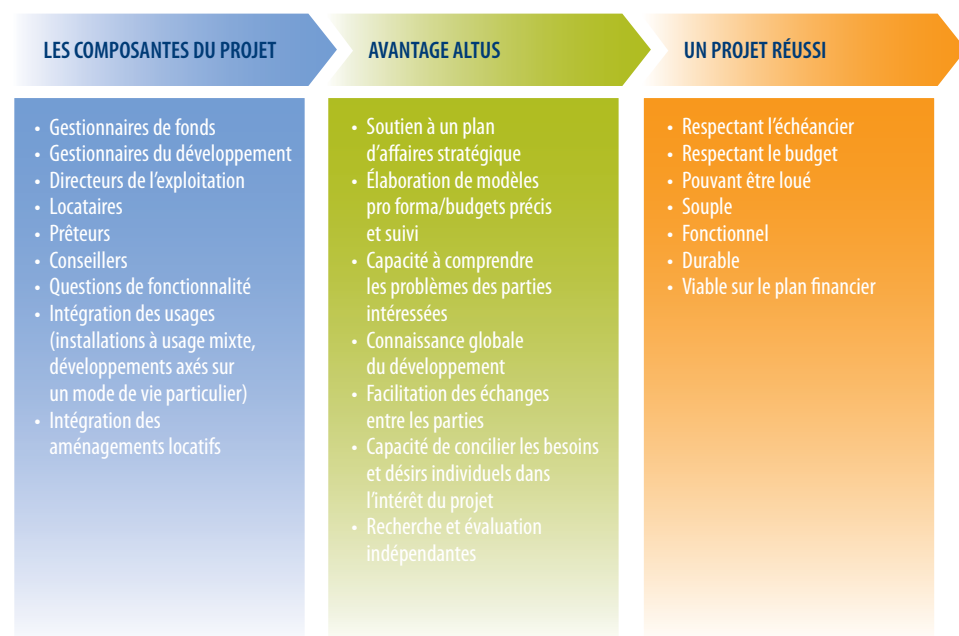 LES COMPOSANTES DU PROJET
• Gestionnaires de fonds
• Gestionnaires du développement
• Directeurs de l'exploitation
• Locataires
• Prêteurs
• Conseillers
• Questions de fonctionnalité
• Intégration des usages
(installations à usage mixte,
développements axés sur
un mode de vie particulier)
• Intégration des
aménagements locatifs
AVANTAGE ALTUS
• Soutien à un plan
d'affaires stratégique
• Élaboration de modèles
pro forma/budgets précis
et suivi
• Capacité à comprendre
les problèmes des parties
intéressées
• Connaissance globale
du développement
• Facilitation des échanges
entre les parties
• Capacité de concilier les besoins
et désirs individuels dans
l'intérêt du projet
• Recherche et évaluation
indépendantes
UN PROJET RÉUSSI
• Respectant l'échéancier
• Respectant le budget
• Pouvant être loué
• Souple
• Fonctionnel
• Durable
• Viable sur le plan financier